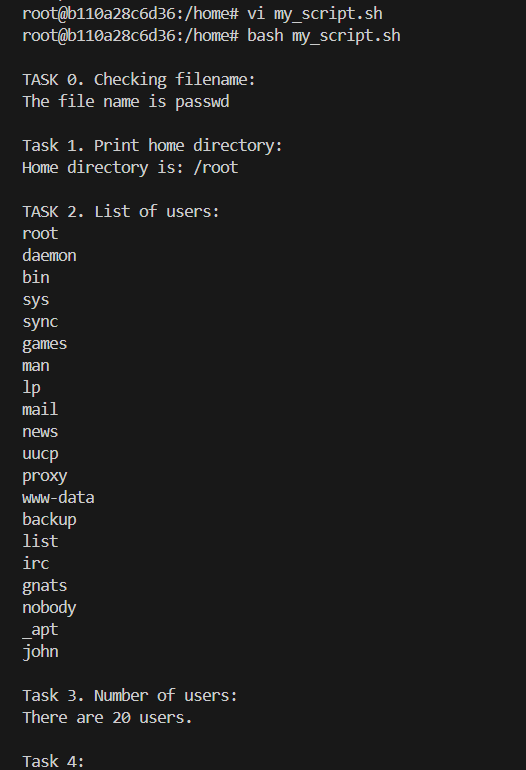 root@b110a28c6d36:/home# vi my_script.sh
root@b110a28c6d36:/home# bash my_script.sh
TASK 0. Checking filename:
The file name is passwd
Task 1. Print home directory:
Home directory is: /root
TASK 2. List of users:
root
daemon
bin
sys
sync
games
man
lp
mail
news
uucp
proxy
www-data
backup
list
irc
gnats
nobody
_apt
john
Task 3. Number of users:
There are 20 users.
Task 4: